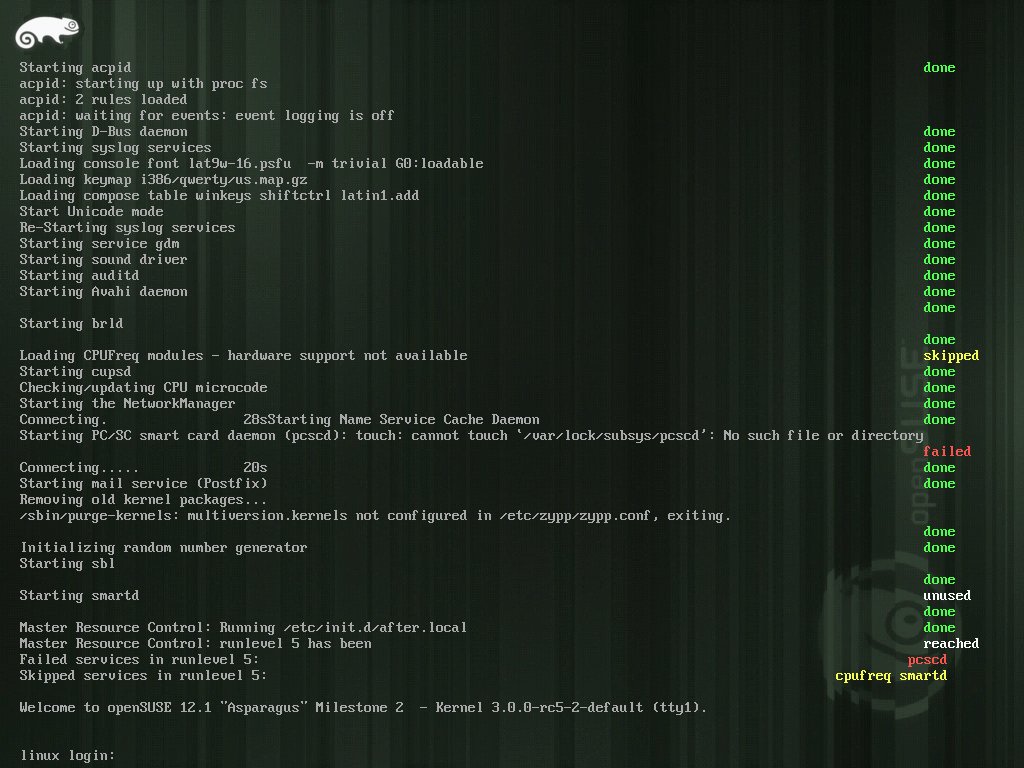 Starting acpid done
acpid: starting up with proc fs
acpid: 2 rules loaded
acpid: waiting for events: event logging is off
Starting D-Bus daemon done
Starting syslog services done
Loading console font lat9w-16.psfu  -m trivial G0:loadable done
Loading keymap i386/qwerty/us.map.gz done
Loading compose table winkeys shiftctrl latin1.add done
Start Unicode mode done
Re-Starting syslog services done
Starting service gdm done
Starting sound driver done
Starting auditd done
Starting Avahi daemon done
done
Starting brld
done
Loading CPUFreq modules - hardware support not available skipped
Starting cupsd done
Checking/updating CPU microcode done
Starting the NetworkManager done
Connecting. 28sStarting Name Service Cache Daemon done
Starting PC/SC smart card daemon (pcscd): touch: cannot touch `/var/lock/subsys/pcscd': No such file or directory
failed
Connecting..... 20s done
Starting mail service (Postfix) done
Removing old kernel packages...
/sbin/purge-kernels: multiversion.kernels not configured in /etc/zypp/zypp.conf, exiting.
done
Initializing random number generator done
Starting sbl
done
Starting smartd unused
done
Master Resource Control: Running /etc/init.d/after.local done
Master Resource Control: runlevel 5 has been reached
Failed services in runlevel 5: pcscd
Skipped services in runlevel 5: cpufreq smartd
Welcome to openSUSE 12.1 "Asparagus" Milestone 2  - Kernel 3.0.0-rc5-2-default (tty1).
linux login:
openSUSE